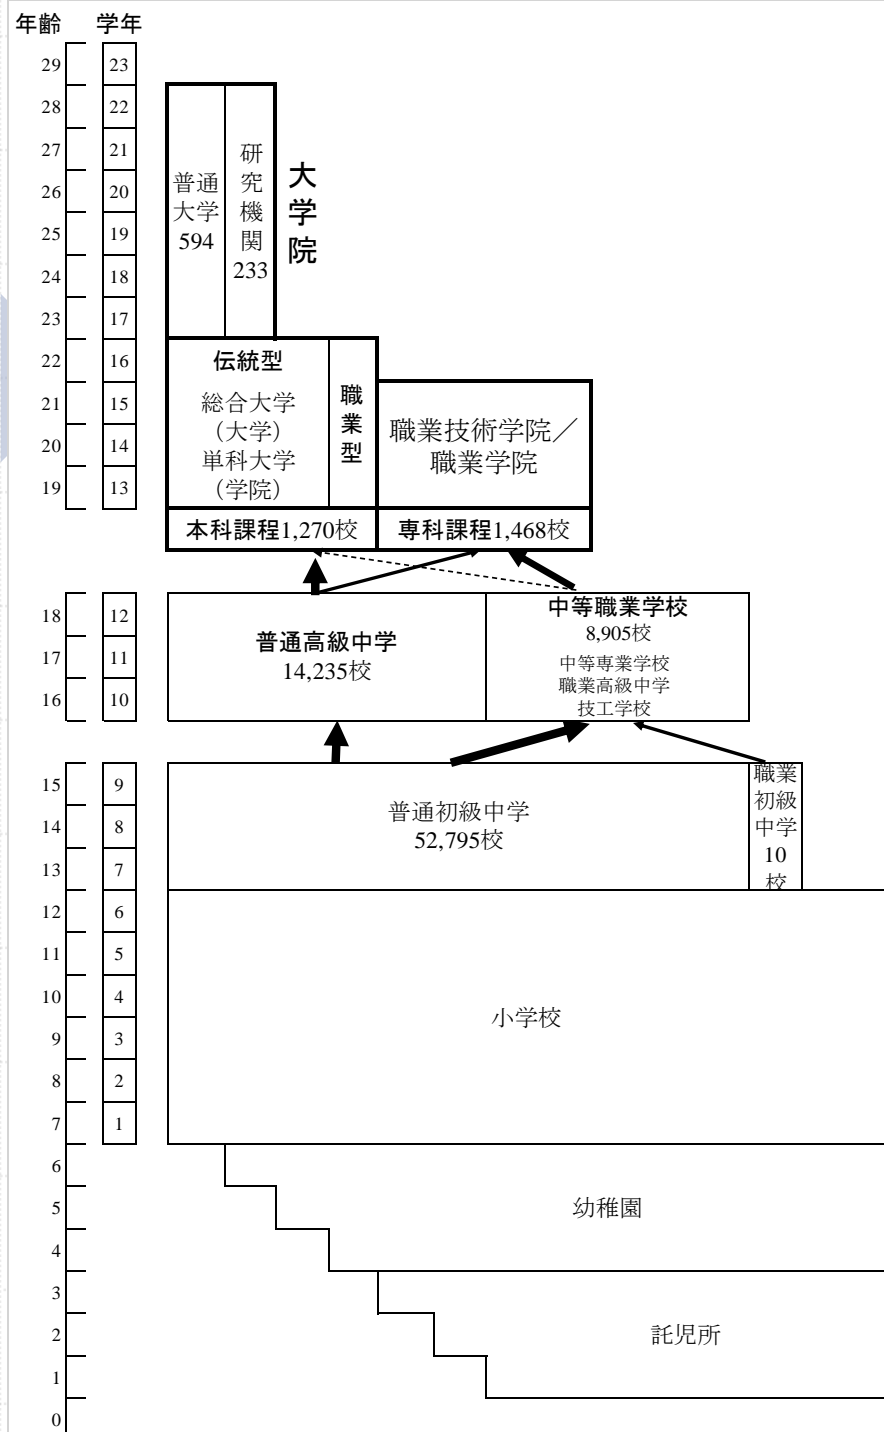 年齢 学年
29 23
28 22
27 21
26 20
25 19
24 18
23 17
22 16
21 15
20 14
19 13
18 12
17 11
16 10
15 9
14 8
13 7
12 6
11 5
10 4
9 3
8 2
7 1
6
5
4
3
2
1
0
普通
大学
594
研
究
機
関
233
大
学
院
伝統型
総合大学
（大学）
単科大学
（学院）
職
業
型
職業技術学院／
職業学院
本科課程1,270校
専科課程1,468校
普通高級中学
14,235校
中等職業学校
8,905校
中等専業学校
職業高級中学
技工学校
普通初級中学
52,795校
職業
初級
中学
10
校
小学校
幼稚園
託児所